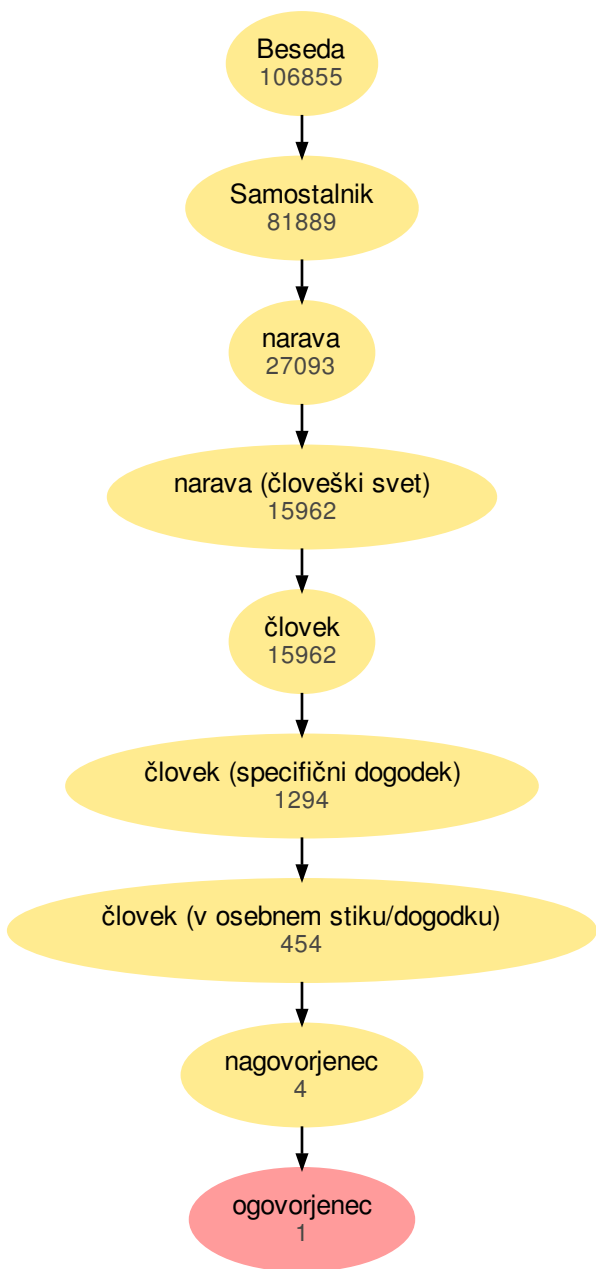 Beseda
106855
Samostalnik
81889
narava
27093
narava (človeški svet)
15962
človek
15962
človek (specifični dogodek)
1294
človek (v osebnem stiku/dogodku)
454
nagovorjenec
4
ogovorjenec
1